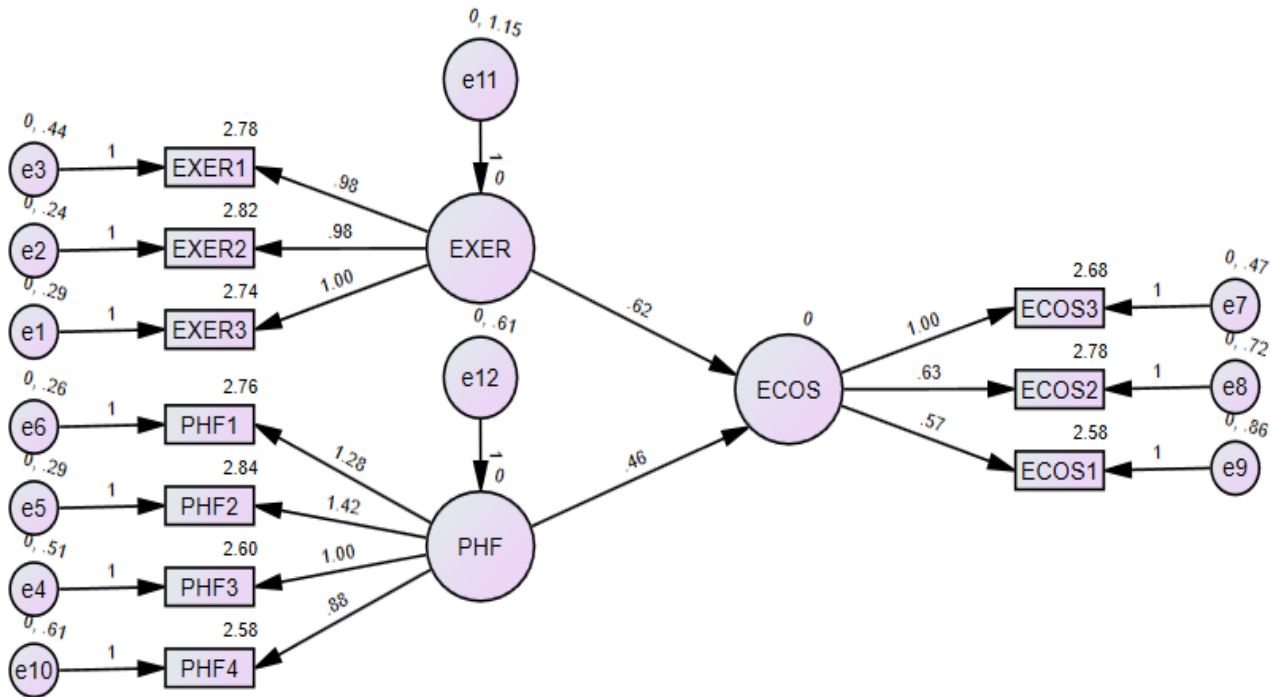 0, 1.15
e11
1
0
0, .44
e3
1
2.78
EXER1
.98
0, .24
e2
1
2.82
EXER2
.98
EXER
0, .29
e1
1
2.74
EXER3
1.00
.62
0, .61
e12
1
0
0, .26
e6
1
2.76
PHF1
1.28
0, .29
e5
1
2.84
PHF2
1.42
PHF
0, .51
e4
1
2.60
PHF3
1.00
0, .61
e10
1
2.58
PHF4
.88
.46
0
ECOS
1.00
2.68
ECOS3
1
0, .47
e7
.63
2.78
ECOS2
1
0, .72
e8
.57
2.58
ECOS1
1
0, .86
e9